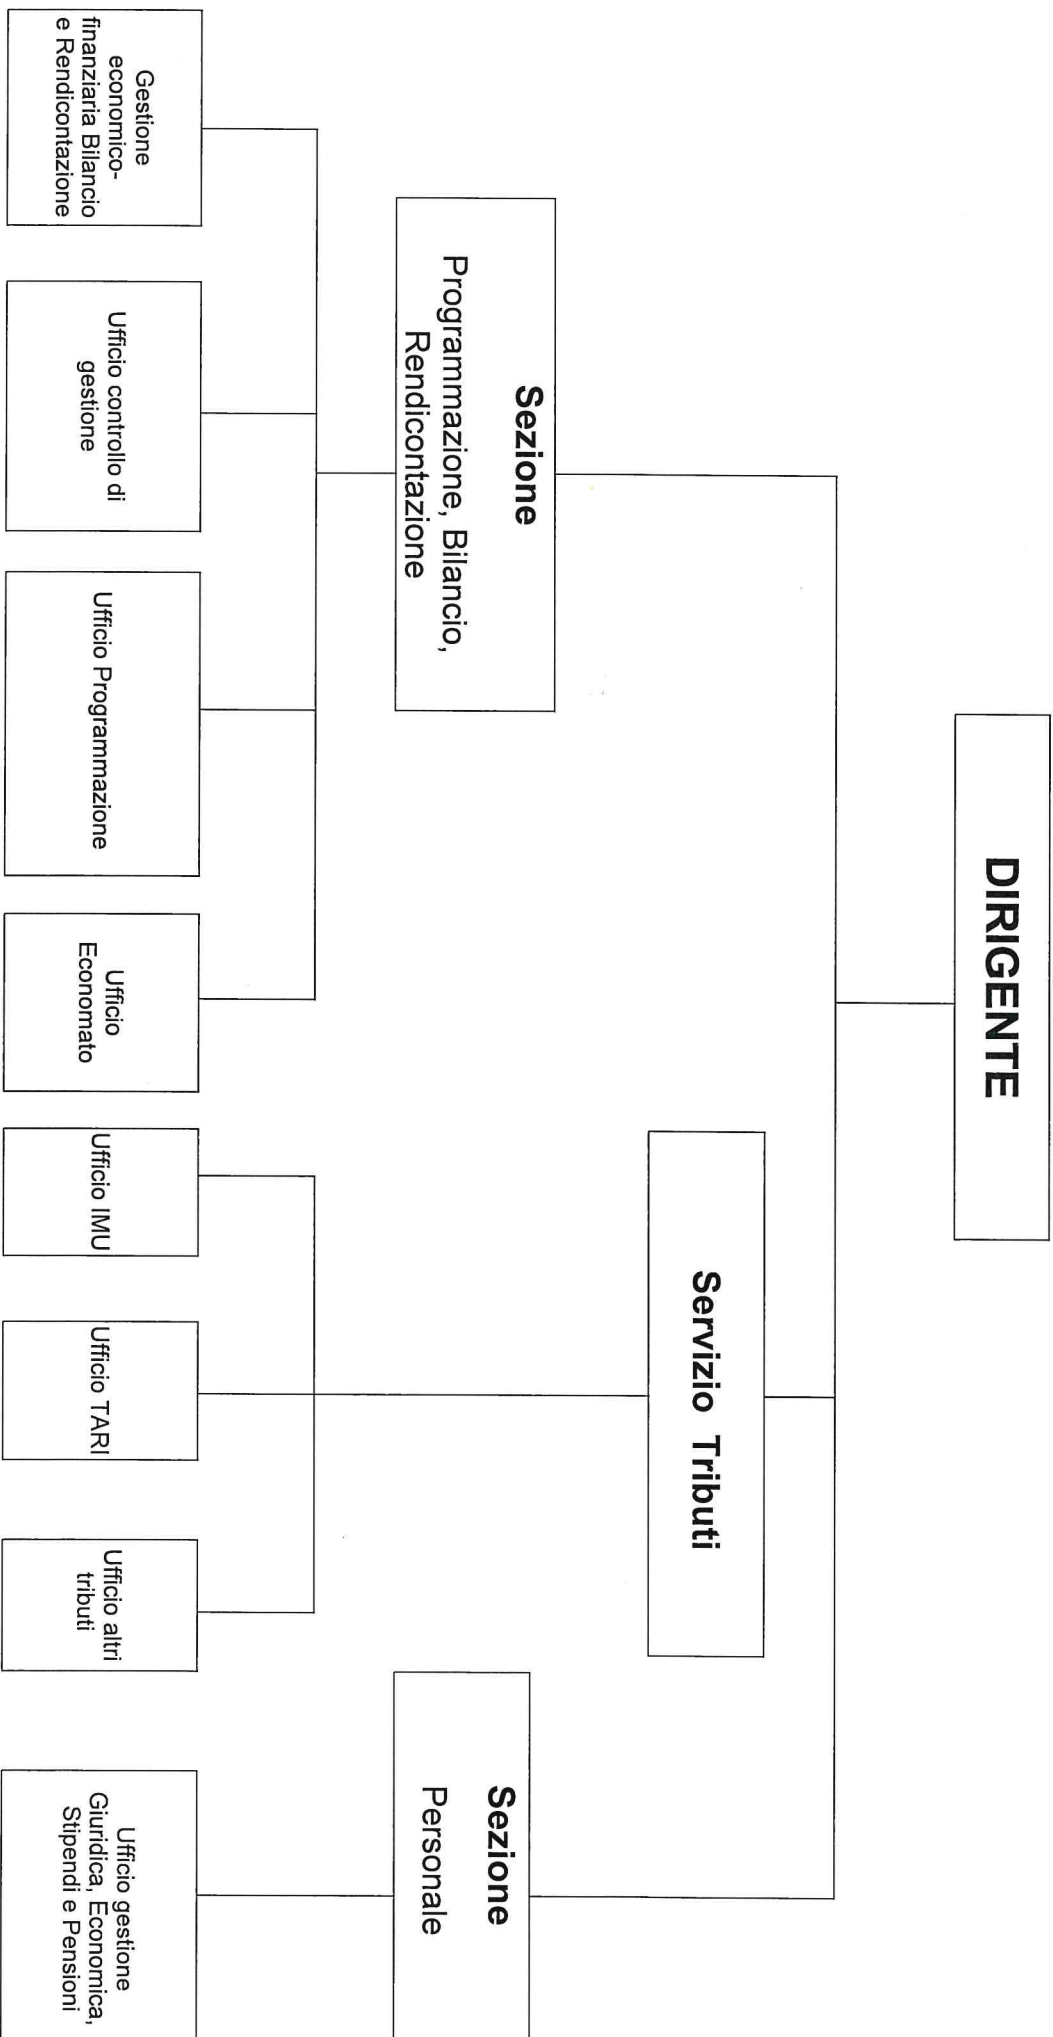 DIRIGENTE
Sezione
Programmazione, Bilancio,
Rendicontazione
Servizio Tributi
Sezione
Personale
Gestione
economico-
finanziaria Bilancio
e Rendicontazione
Ufficio controllo di
gestione
Ufficio Programmazione
Ufficio
Economato
Ufficio IMU
Ufficio TARI
Ufficio altri
tributi
Ufficio gestione
Giuridica, Economica,
Stipendi e Pensioni